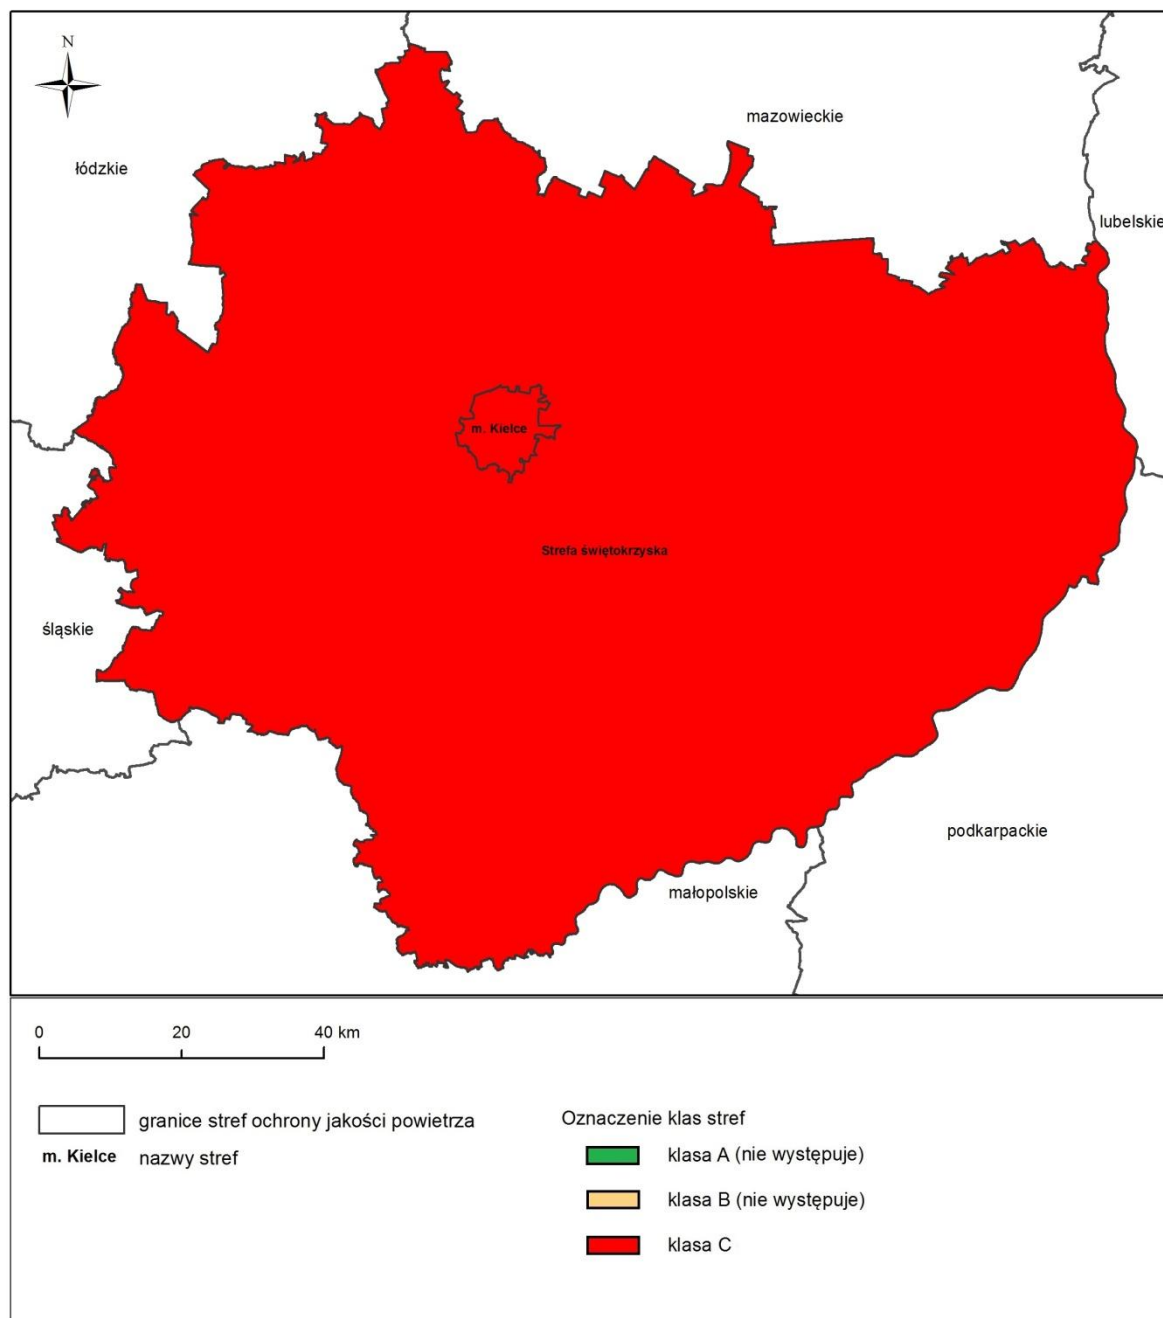 N
mazowieckie
łódzkie
lubelskie
m. Kielce
Strefa świętokrzyska
śląskie
podkarpackie
małopolskie
0 20 40 km
granice stref ochrony jakości powietrza
m. Kielce nazwy stref
Oznaczenie klas stref
klasa A (nie występuje)
klasa B (nie występuje)
klasa C